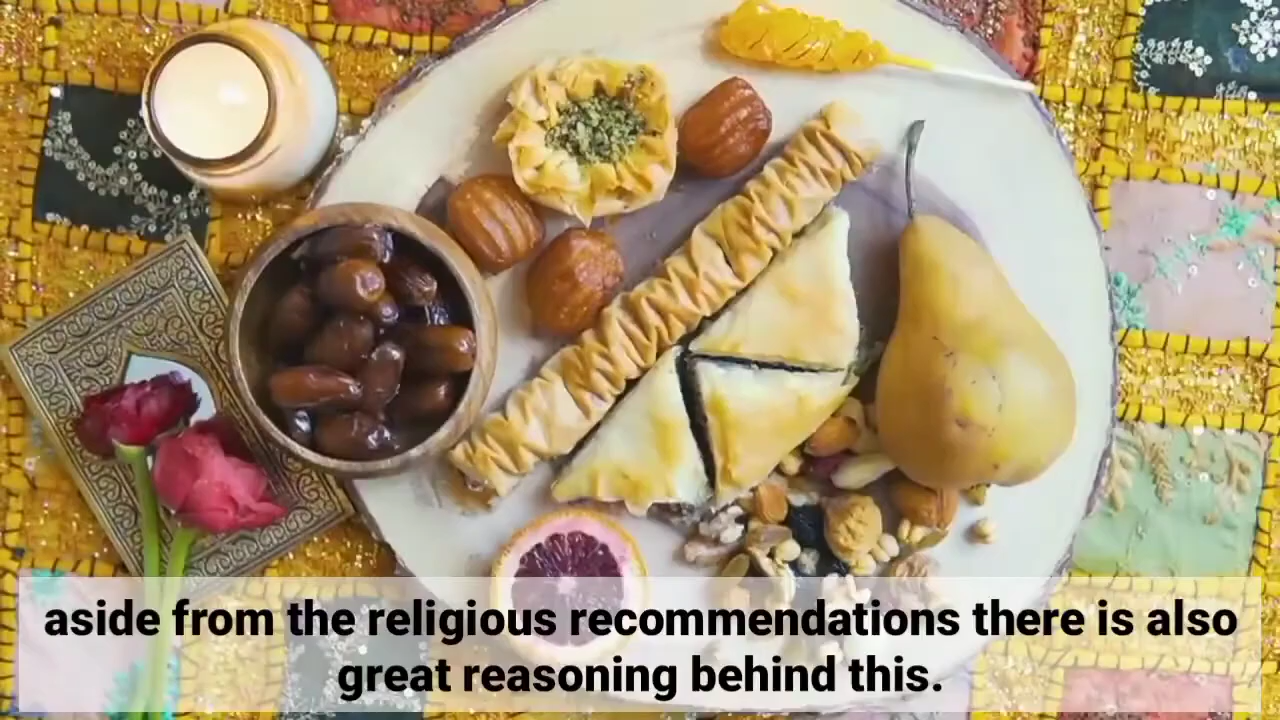 aside from the religious recommendations there is also
great reasoning behind this.